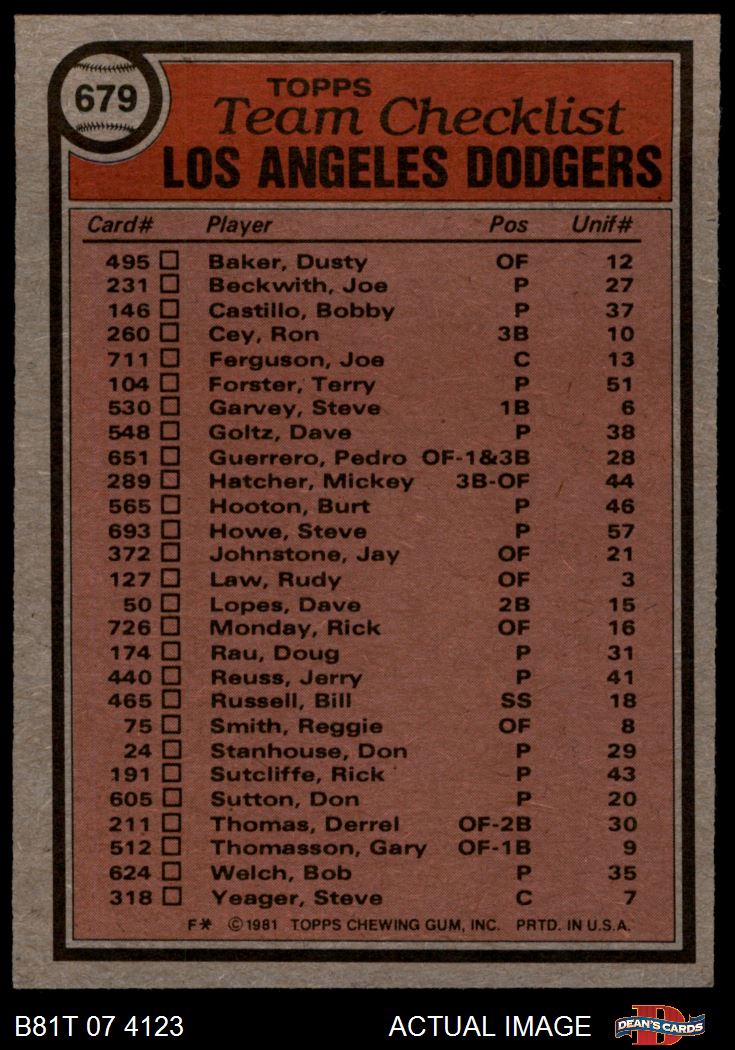 679
TOPPS
Team Checklist
LOS ANGELES DODGERS
Card# Player Pos Unif#
495 Baker, Dusty OF 12
231 Beckwith, Joe P 27
146 Castillo, Bobby P 37
260 Cey, Ron 3B 10
711 Ferguson, Joe C 13
104 Forster, Terry P 51
530 Garvey, Steve 1B 6
548 Goltz, Dave P 38
651 Guerrero, Pedro OF-1&3B 28
289 Hatcher, Mickey 3B-OF 44
565 Hooton, Burt P 46
693 Howe, Steve P 57
372 Johnstone, Jay OF 21
127 Law, Rudy OF 3
50 Lopes, Dave 2B 15
726 Monday, Rick OF 16
174 Rau, Doug P 31
440 Reuss, Jerry P 41
465 Russell, Bill SS 18
75 Smith, Reggie OF 8
24 Stanhouse, Don P 29
191 Sutcliffe, Rick P 43
605 Sutton, Don P 20
211 Thomas, Derrel OF-2B 30
512 Thomasson, Gary OF-1B 9
624 Welch, Bob P 35
318 Yeager, Steve C 7
F* ©1981 TOPPS CHEWING GUM, INC. PRTD. IN U.S.A.
B81T 07 4123 ACTUAL IMAGE DEAN'S CARDS